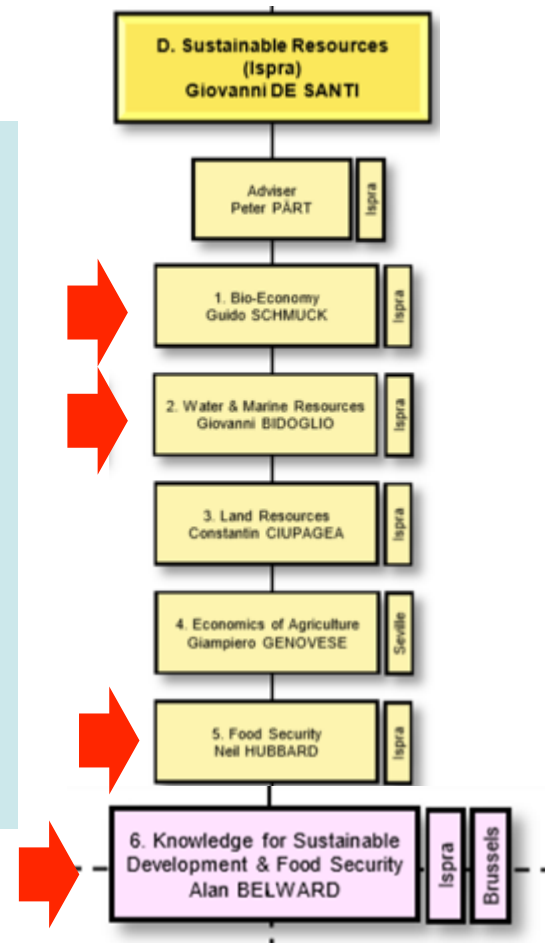 D. Sustainable Resources
(Ispra)
Giovanni DE SANTI
Adviser
Peter PÄRT
Ispra
1. Bio-Economy
Guido SCHMUCK
Ispra
2. Water & Marine Resources
Giovanni BIDOGLIO
Ispra
3. Land Resources
Constantin CIUPAGEA
Ispra
4. Economics of Agriculture
Giampiero GENOVESE
Seville
5. Food Security
Neil HUBBARD
Ispra
6. Knowledge for Sustainable
Development & Food Security
Alan BELWARD
Ispra
Brussels